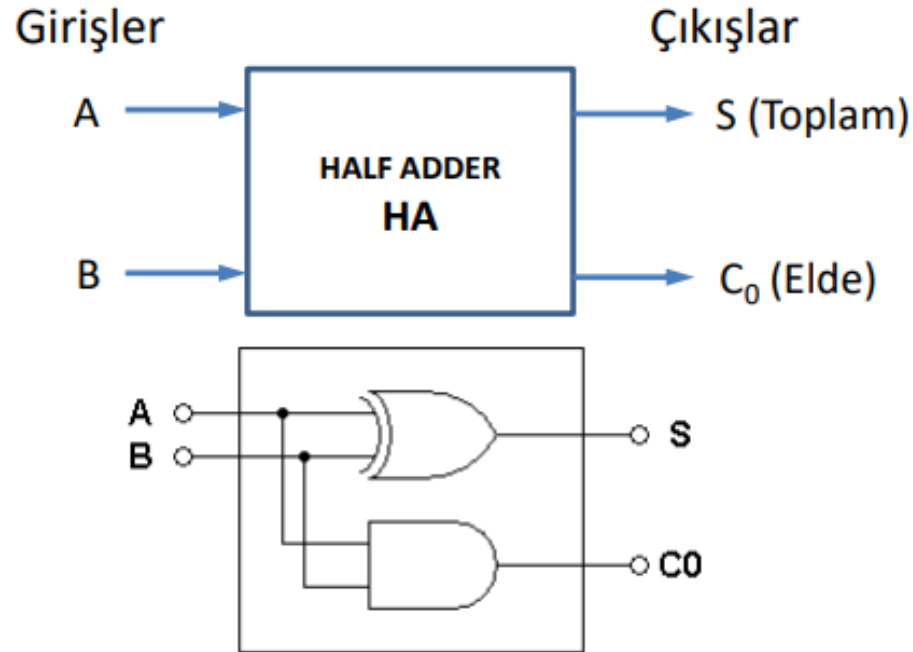 Girişler
Çıkışlar
A
S (Toplam)
HALF ADDER
HA
B
C₀ (Elde)
A
B
S
C0